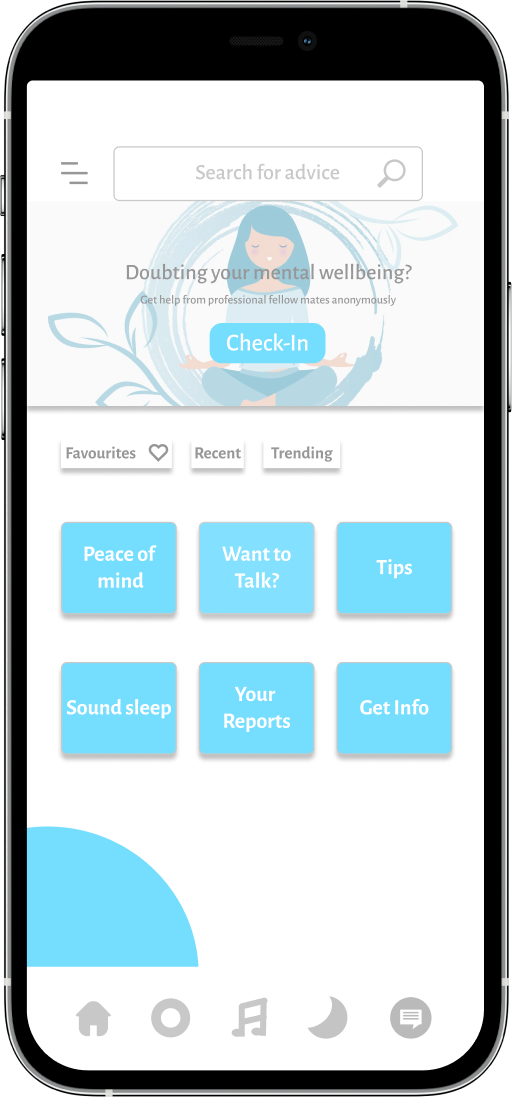 Search for advice
Doubting your mental wellbeing?
Get help from professional fellow mates anonymously
Check-In
Favourites
Recent
Trending
Peace of
mind
Want to
Talk?
Tips
Sound sleep
Your
Reports
Get Info